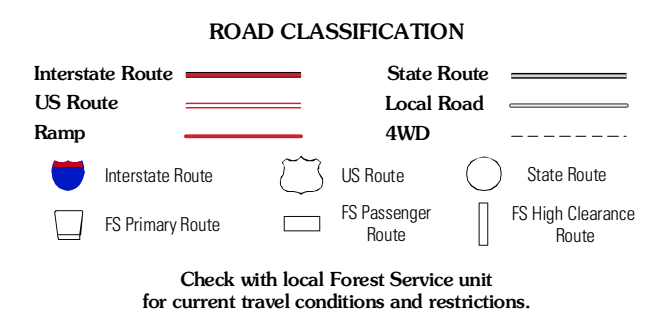 ROAD CLASSIFICATION
Interstate Route
State Route
US Route
Local Road
Ramp
4WD
Interstate Route
US Route
State Route
FS Primary Route
FS Passenger
Route
FS High Clearance
Route
Check with local Forest Service unit
for current travel conditions and restrictions.